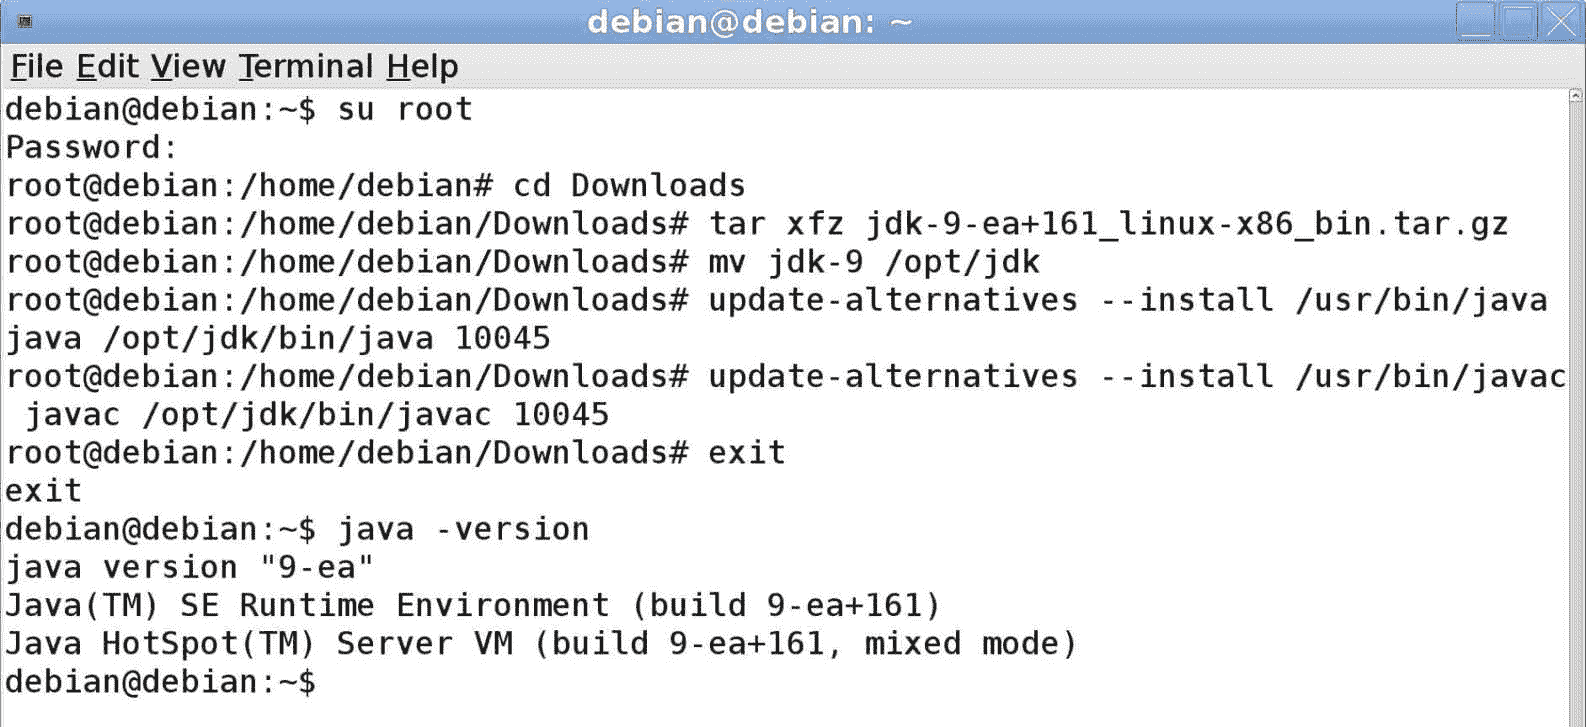 debian@debian: ~
File Edit View Terminal Help
debian@debian:~$ su root
Password:
root@debian:/home/debian# cd Downloads
root@debian:/home/debian/Downloads# tar xfz jdk-9-ea+161_linux-x86_bin.tar.gz
root@debian:/home/debian/Downloads# mv jdk-9 /opt/jdk
root@debian:/home/debian/Downloads# update-alternatives --install /usr/bin/java
java /opt/jdk/bin/java 10045
root@debian:/home/debian/Downloads# update-alternatives --install /usr/bin/javac
 javac /opt/jdk/bin/javac 10045
root@debian:/home/debian/Downloads# exit
exit
debian@debian:~$ java -version
java version "9-ea"
Java(TM) SE Runtime Environment (build 9-ea+161)
Java HotSpot(TM) Server VM (build 9-ea+161, mixed mode)
debian@debian:~$